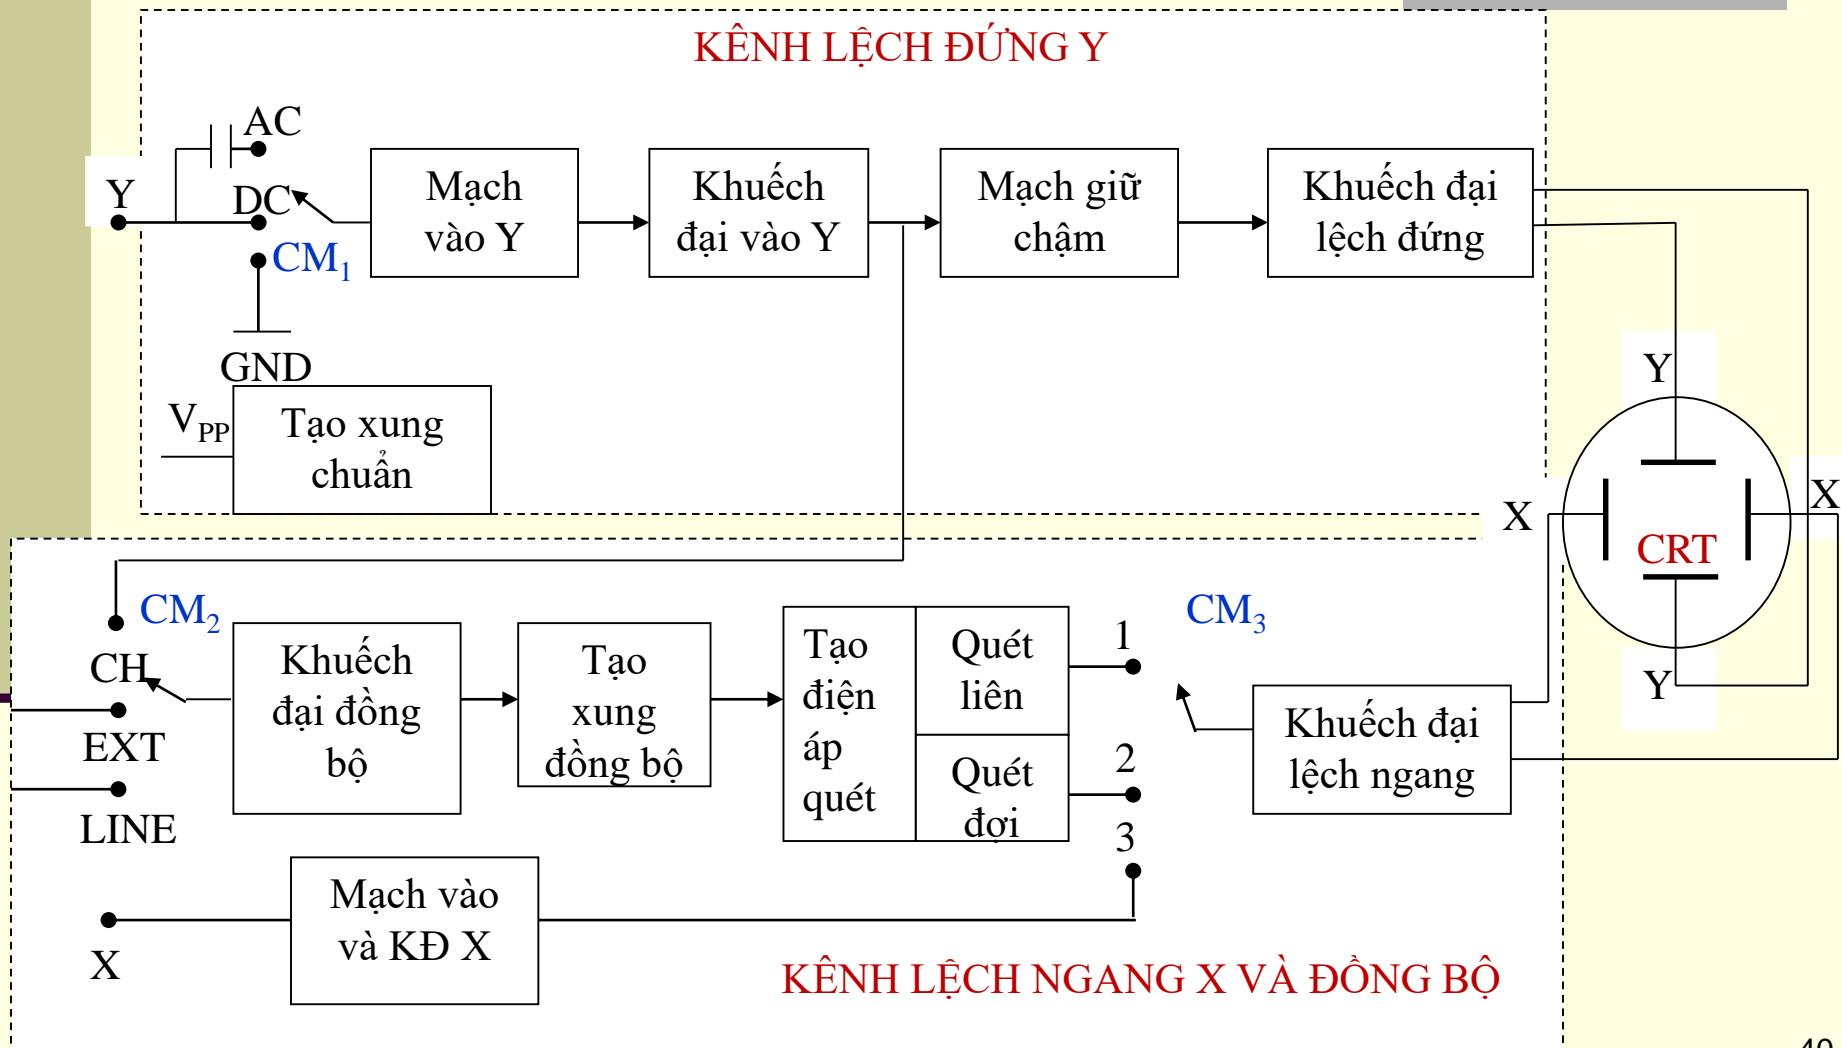 KÊNH LỆCH ĐỨNG Y
AC
Y
DC
CM1
GND
Mạch
vào Y
Khuếch
đại vào Y
Mạch giữ
chậm
Khuếch đại
lệch đứng
VPP
Tạo xung
chuẩn
Y
X
X
CRT
Y
CM2
CH
EXT
LINE
Khuếch
đại đồng
bộ
Tạo
xung
đồng bộ
Tạo
điện
áp
quét
Quét
liên
Quét
đợi
1
2
3
CM3
Khuếch đại
lệch ngang
X
Mạch vào
và KĐ X
KÊNH LỆCH NGANG X VÀ ĐỒNG BỘ